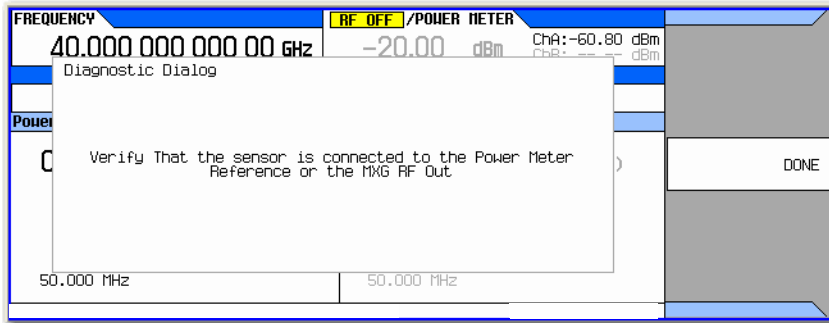 FREQUENCY
RF OFF /POWER METER
40.000 000 000 00 GHz
-20.00 dBm
ChA:-60.80 dBm
ChB: -- -- dBm
Diagnostic Dialog
Verify That the sensor is connected to the Power Meter
Reference or the MXG RF Out
DONE
50.000 MHz
50.000 MHz